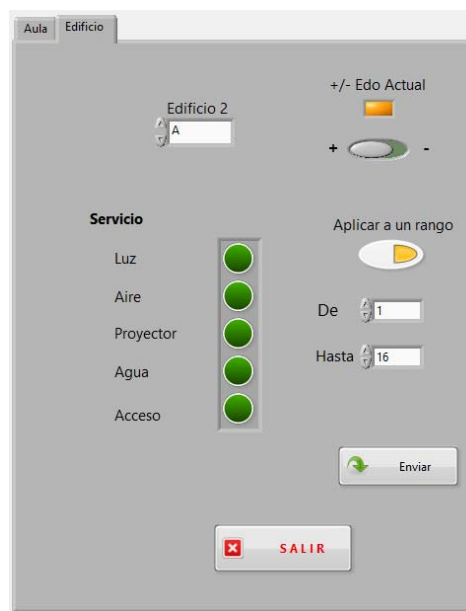 Aula
Edificio
+/- Edo Actual
Edificio 2
A
+ -
Servicio
Aplicar a un rango
Luz
Aire
De 1
Proyector
Hasta 16
Agua
Acceso
Enviar
SALIR